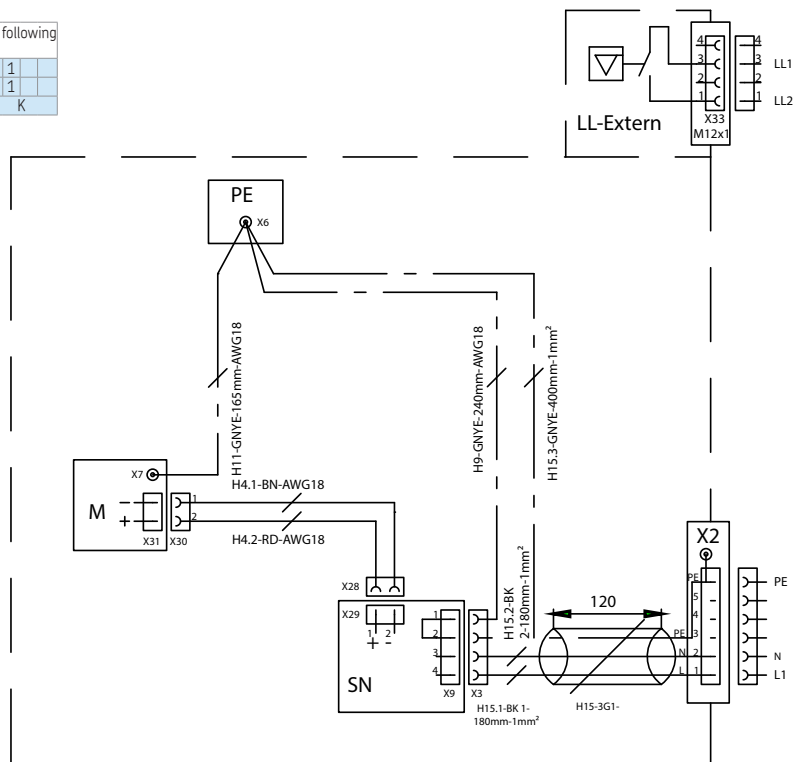 following
1
1
K
4
3
2
1
4
3
2
1
LL1
LL2
X33
M12x1
LL-Extern
PE
X6
H11-GNYE-165mm-AWG18
H9-GNYE-240mm-AWG18
H15.3-GNYE-400mm-1mm²
X7
M
-
+
X31
X30
1
2
H4.1-BN-AWG18
H4.2-RD-AWG18
X28
X29
1 2
+ -
SN
1
2
3
4
X9
X3
H15.2-BK
2-180mm-1mm²
H15.1-BK 1-
180mm-1mm²
120
H15-3G1-
X2
PE
5
4
PE 3
N 2
L 1
PE
N
L1